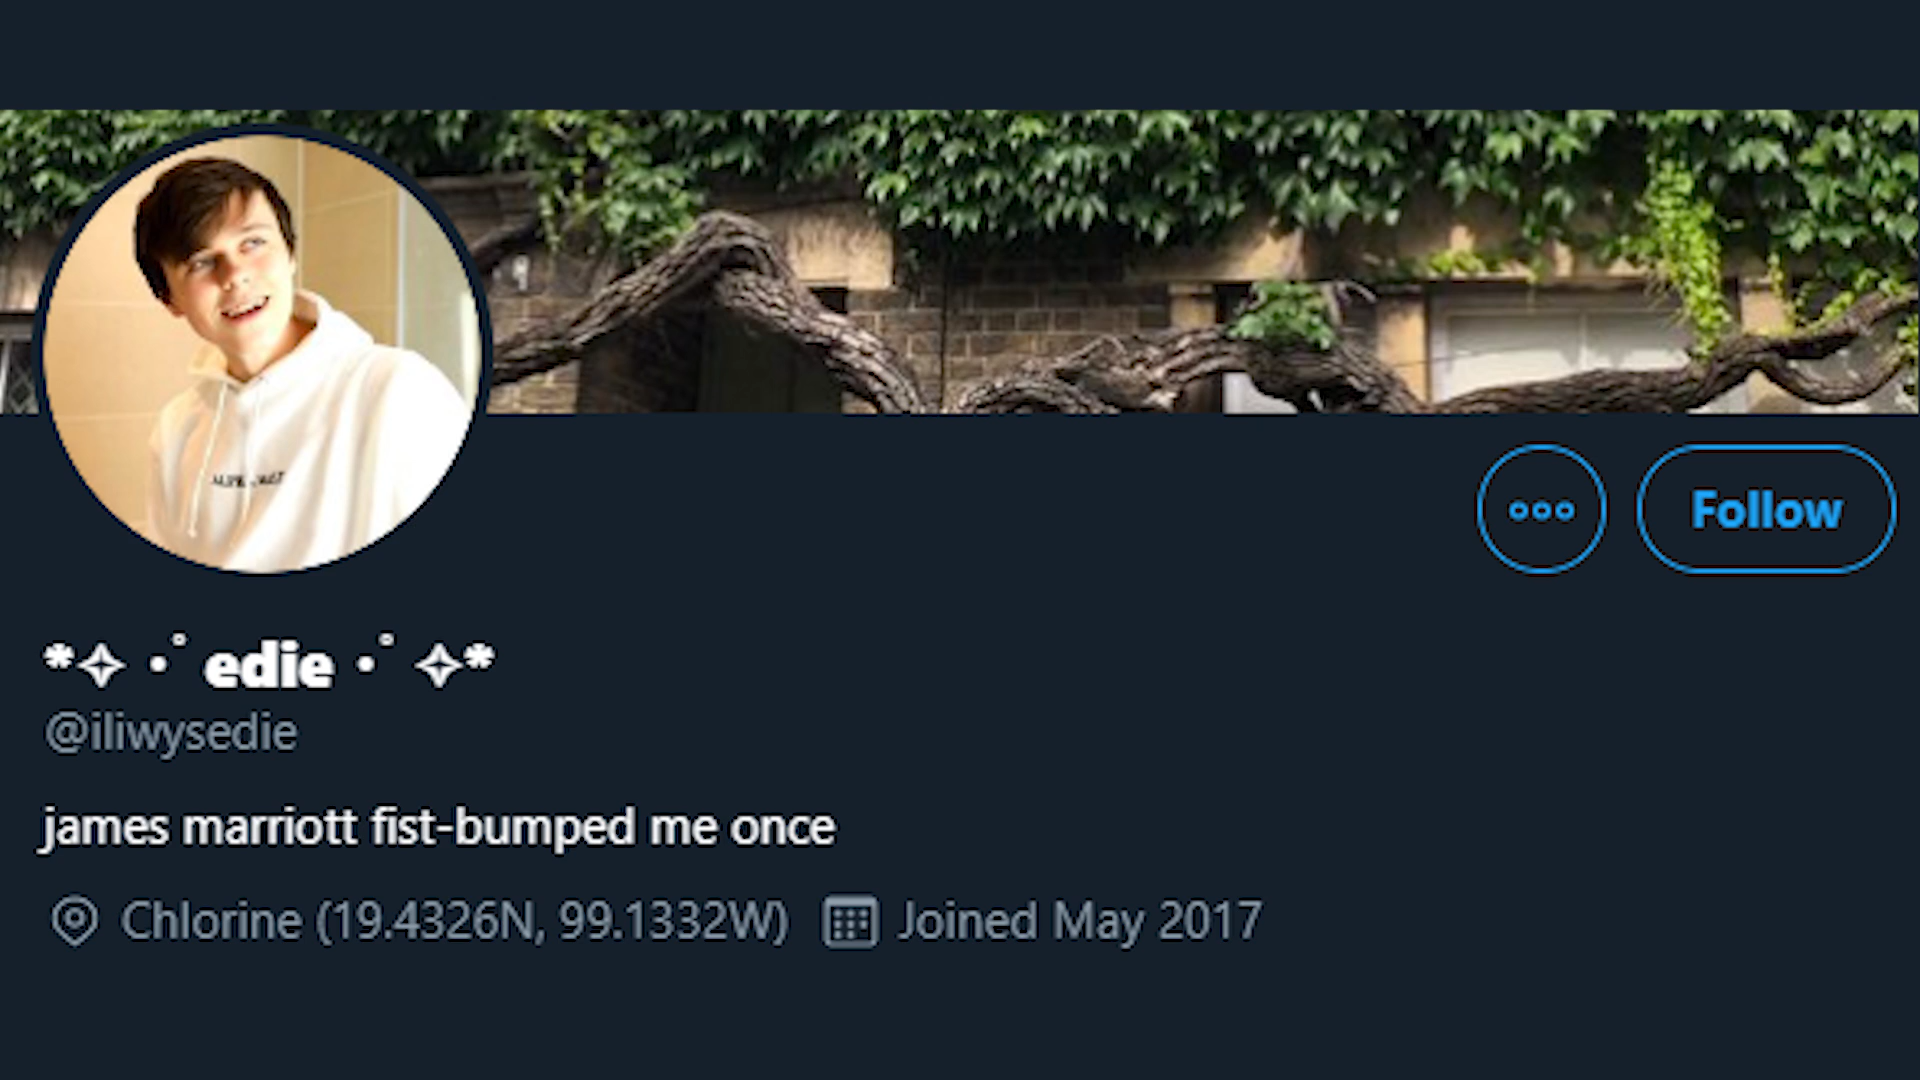 *✧ ･ﾟ edie ･ﾟ ✧*
@iliwysedie
james marriott fist-bumped me once
Chlorine (19.4326N, 99.1332W) Joined May 2017
Follow